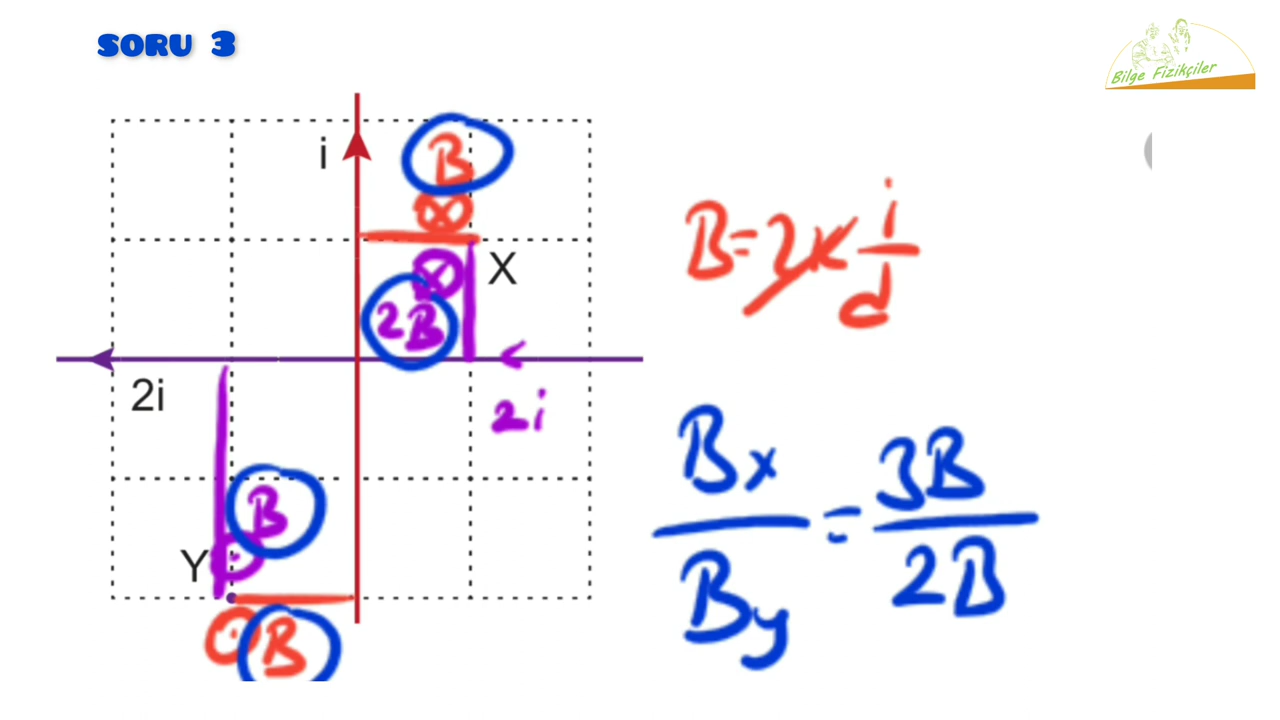 SORU 3
Bilge Fizikçiler
i
B
X
2B
2i
2i
B
Y
B
B = 2K i/d
Bx/By = 3B/2B